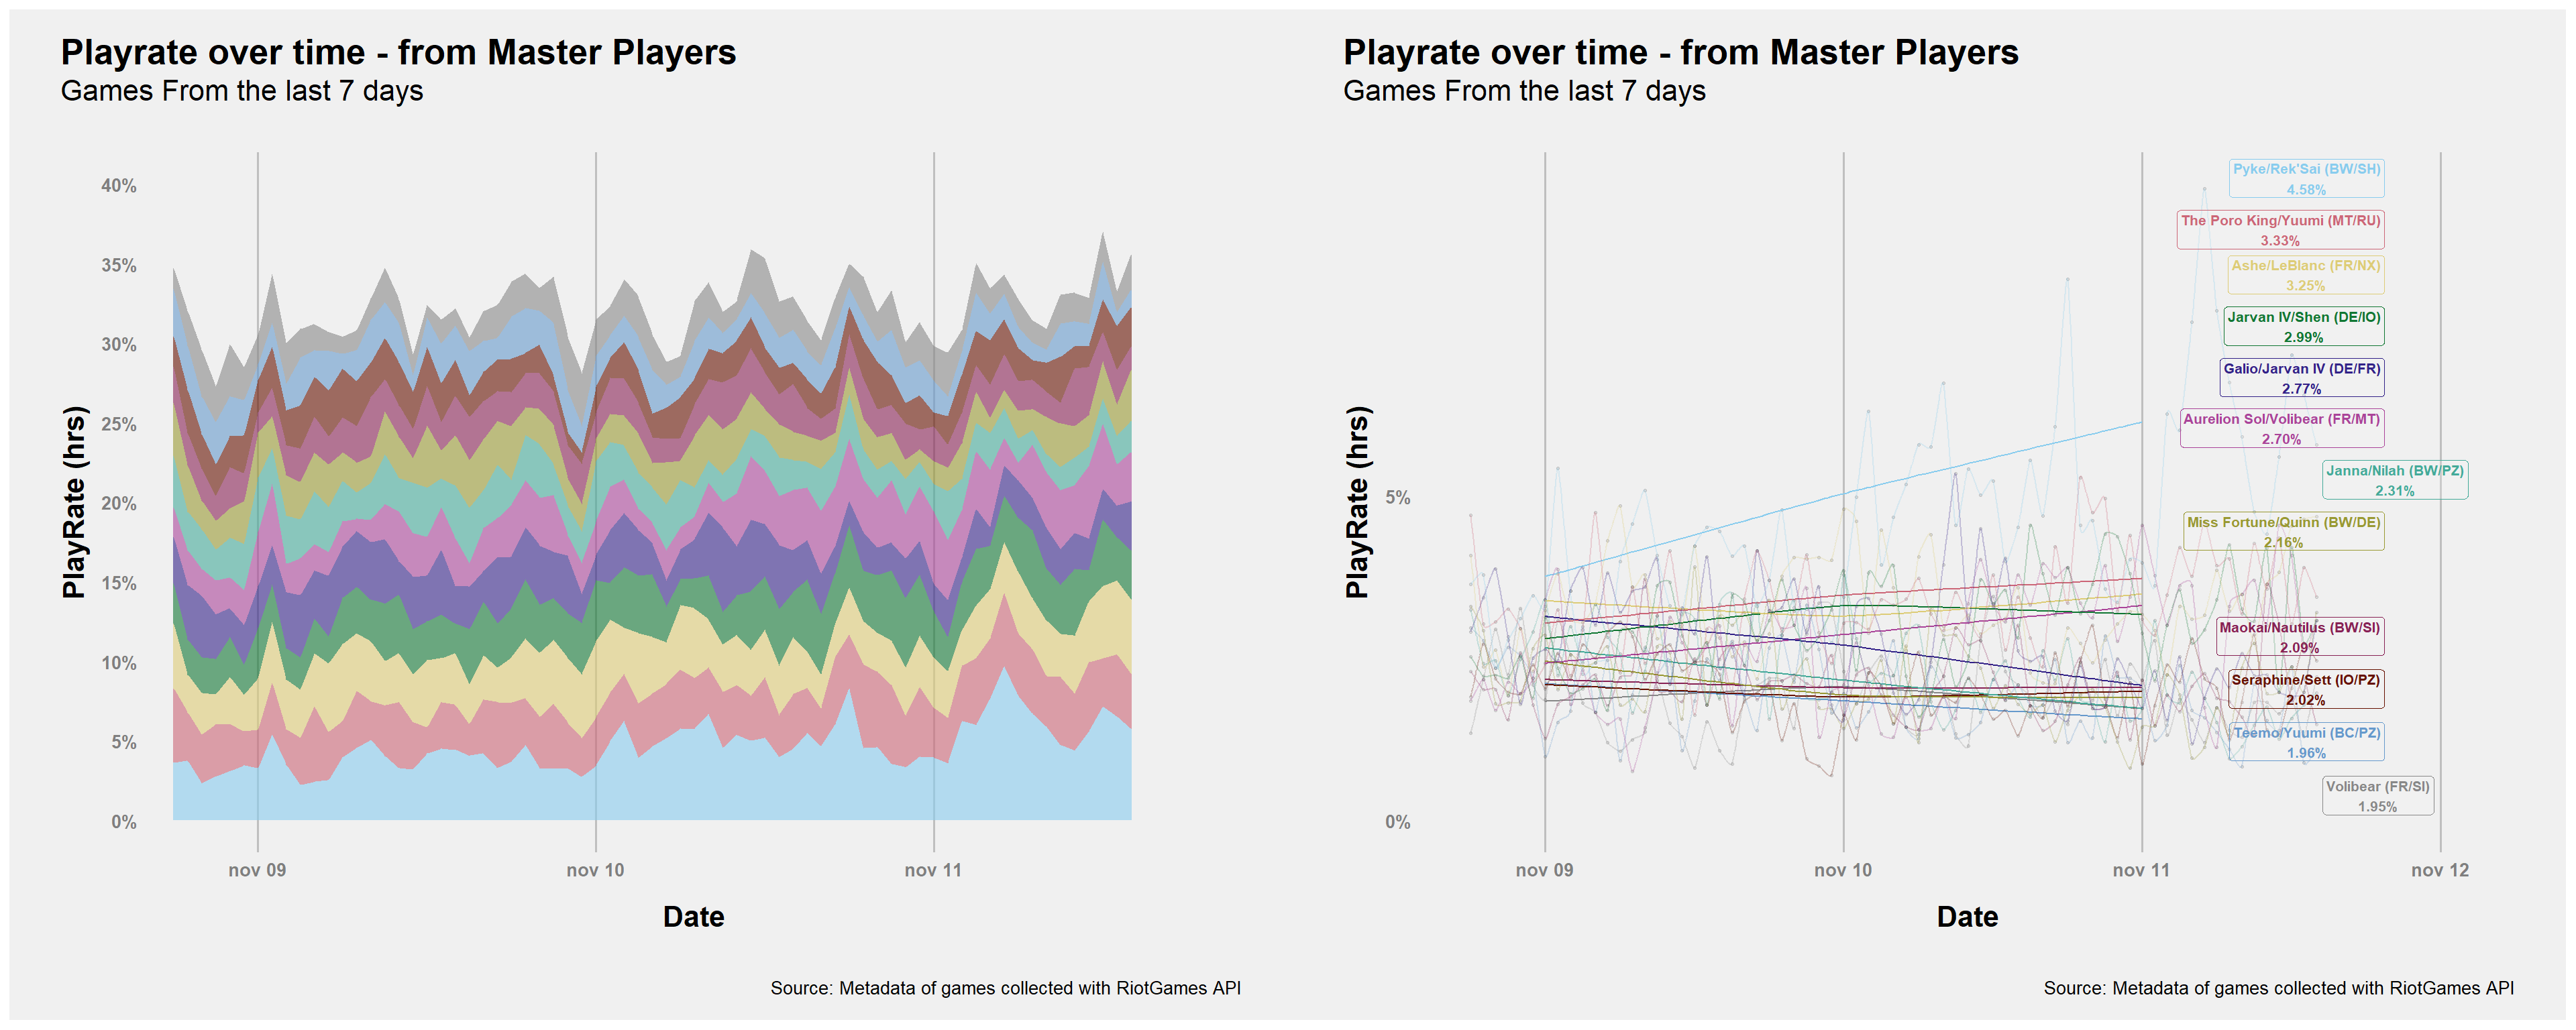 Playrate over time - from Master Players
Games From the last 7 days
PlayRate (hrs)
40%
35%
30%
25%
20%
15%
10%
5%
0%
nov 09
nov 10
nov 11
Date
Source: Metadata of games collected with RiotGames API
Playrate over time - from Master Players
Games From the last 7 days
PlayRate (hrs)
5%
0%
Pyke/Rek'Sai (BW/SH)
4.58%
The Poro King/Yuumi (MT/RU)
3.33%
Ashe/LeBlanc (FR/NX)
3.25%
Jarvan IV/Shen (DE/IO)
2.99%
Galio/Jarvan IV (DE/FR)
2.77%
Aurelion Sol/Volibear (FR/MT)
2.70%
Janna/Nilah (BW/PZ)
2.31%
Miss Fortune/Quinn (BW/DE)
2.16%
Maokai/Nautilus (BW/SI)
2.09%
Seraphine/Sett (IO/PZ)
2.02%
Teemo/Yuumi (BC/PZ)
1.96%
Volibear (FR/SI)
1.95%
nov 09
nov 10
nov 11
nov 12
Date
Source: Metadata of games collected with RiotGames API